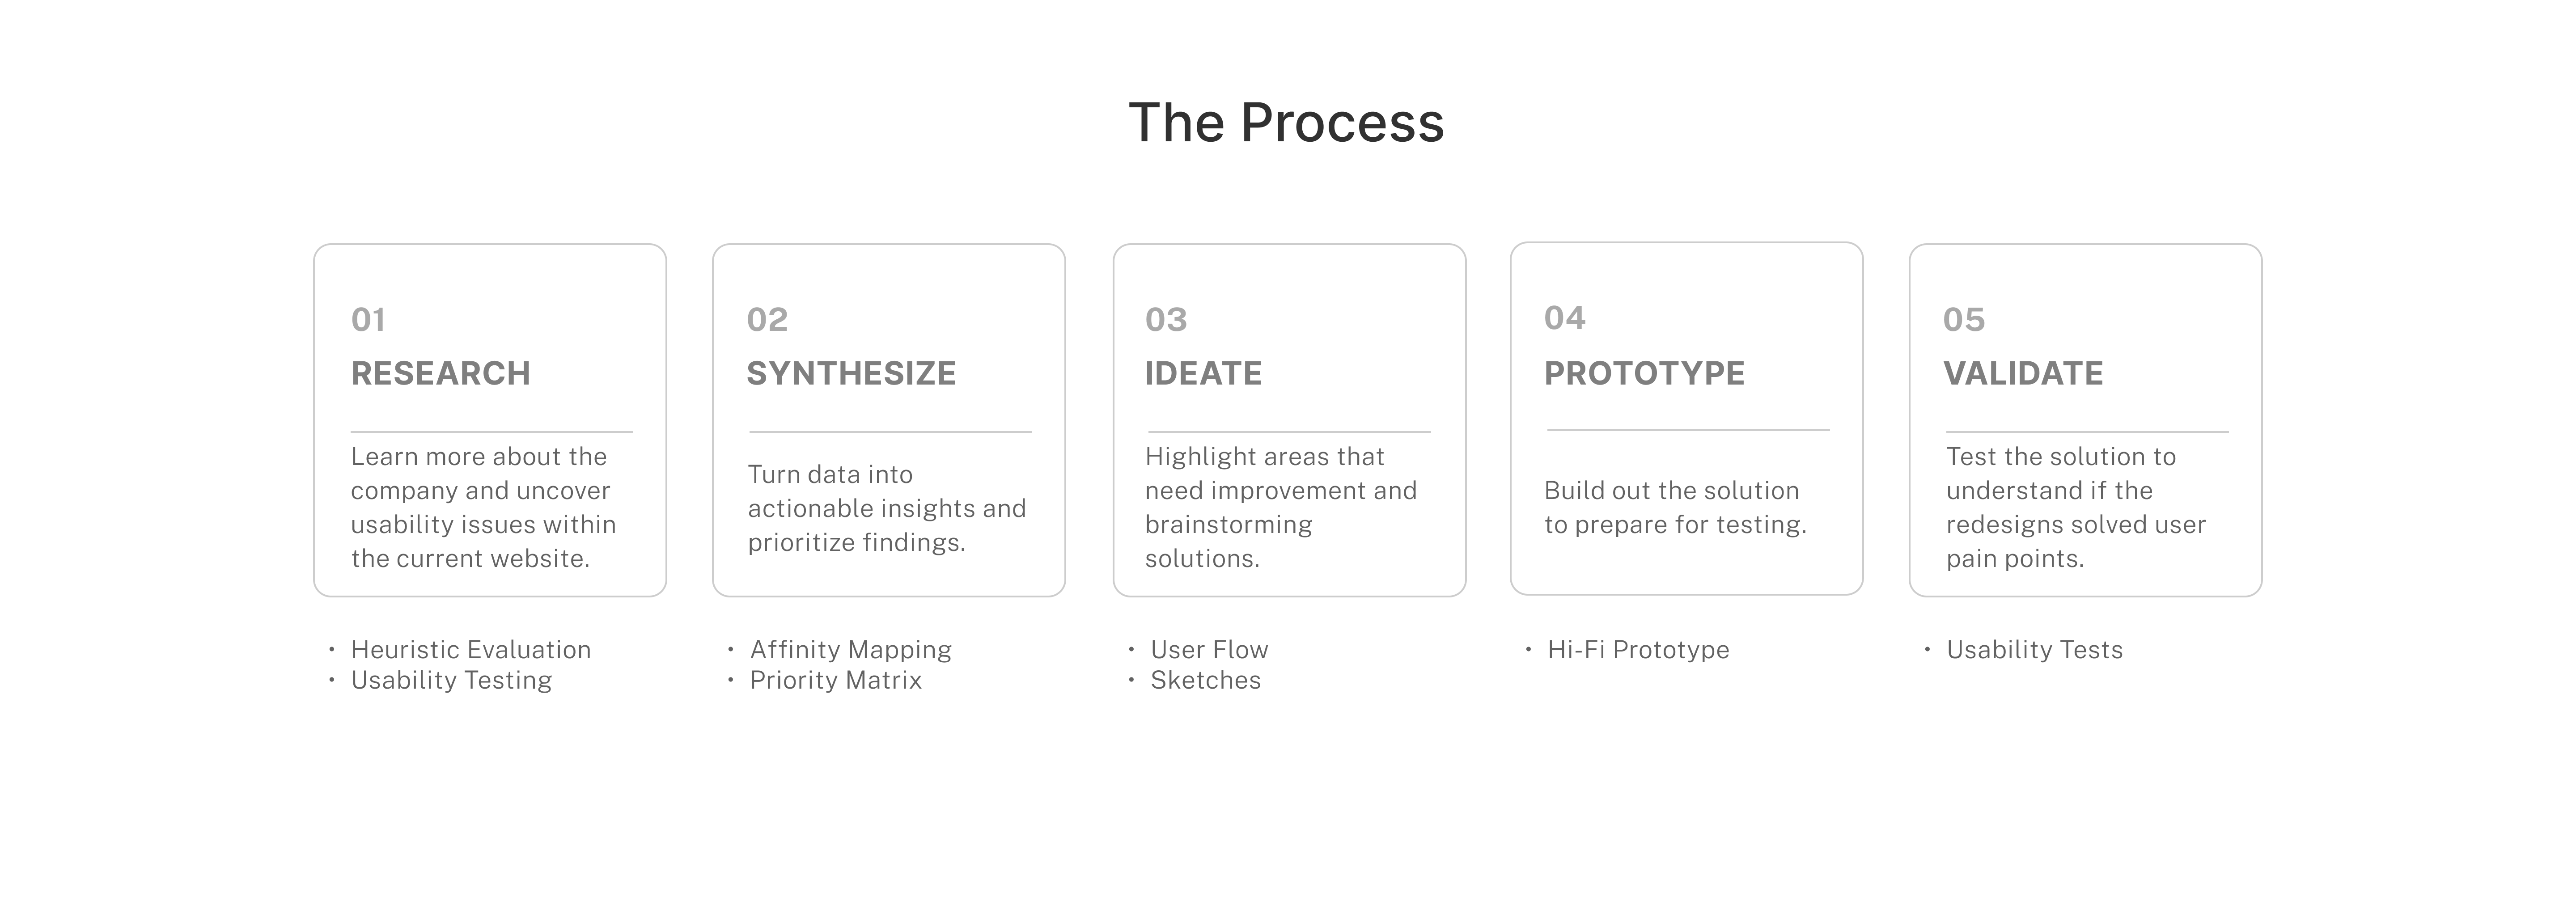 The Process
01
RESEARCH
Learn more about the
company and uncover
usability issues within
the current website.
• Heuristic Evaluation
• Usability Testing
02
SYNTHESIZE
Turn data into
actionable insights and
prioritize findings.
• Affinity Mapping
• Priority Matrix
03
IDEATE
Highlight areas that
need improvement and
brainstorming
solutions.
• User Flow
• Sketches
04
PROTOTYPE
Build out the solution
to prepare for testing.
• Hi-Fi Prototype
05
VALIDATE
Test the solution to
understand if the
redesigns solved user
pain points.
• Usability Tests